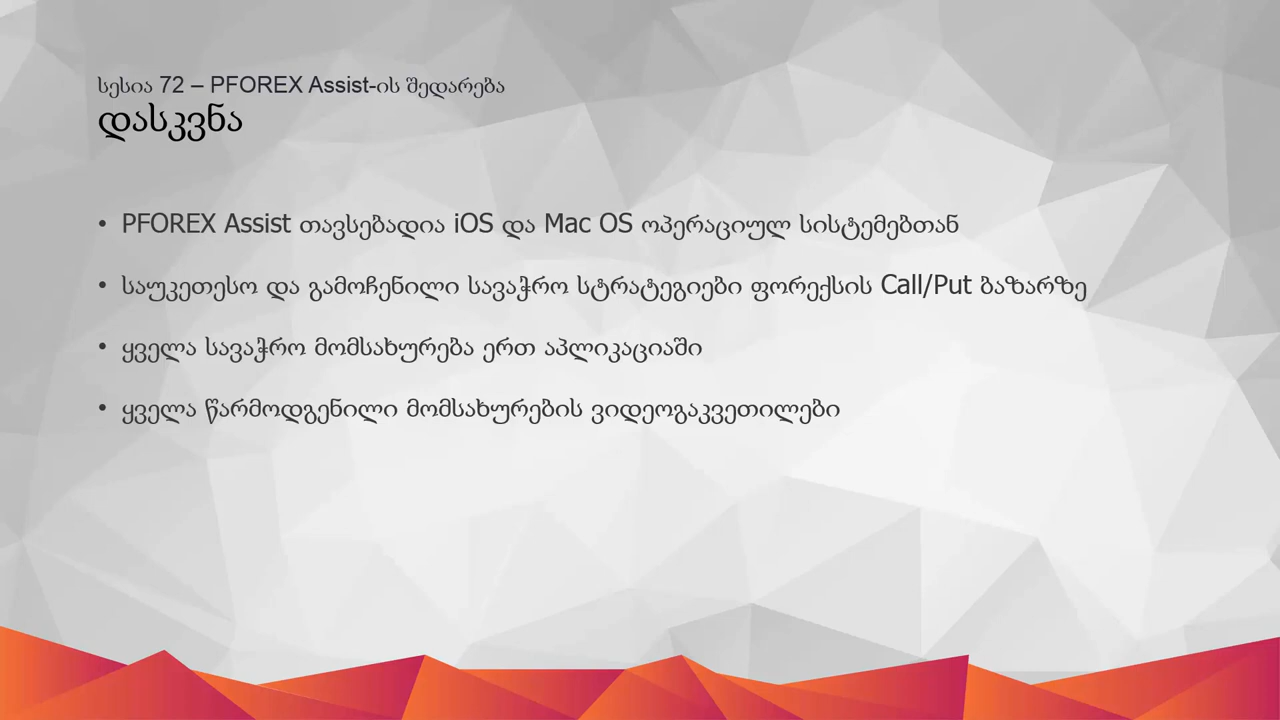 სესია 72 – PFOREX Assist-ის შედარება
დასკვნა
• PFOREX Assist თავსებადია iOS და Mac OS ოპერაციულ სისტემებთან
• საუკეთესო და გამოჩენილი სავაჭრო სტრატეგიები ფორექსის Call/Put ბაზარზე
• ყველა სავაჭრო მომსახურება ერთ აპლიკაციაში
• ყველა წარმოდგენილი მომსახურების ვიდეოგაკვეთილები